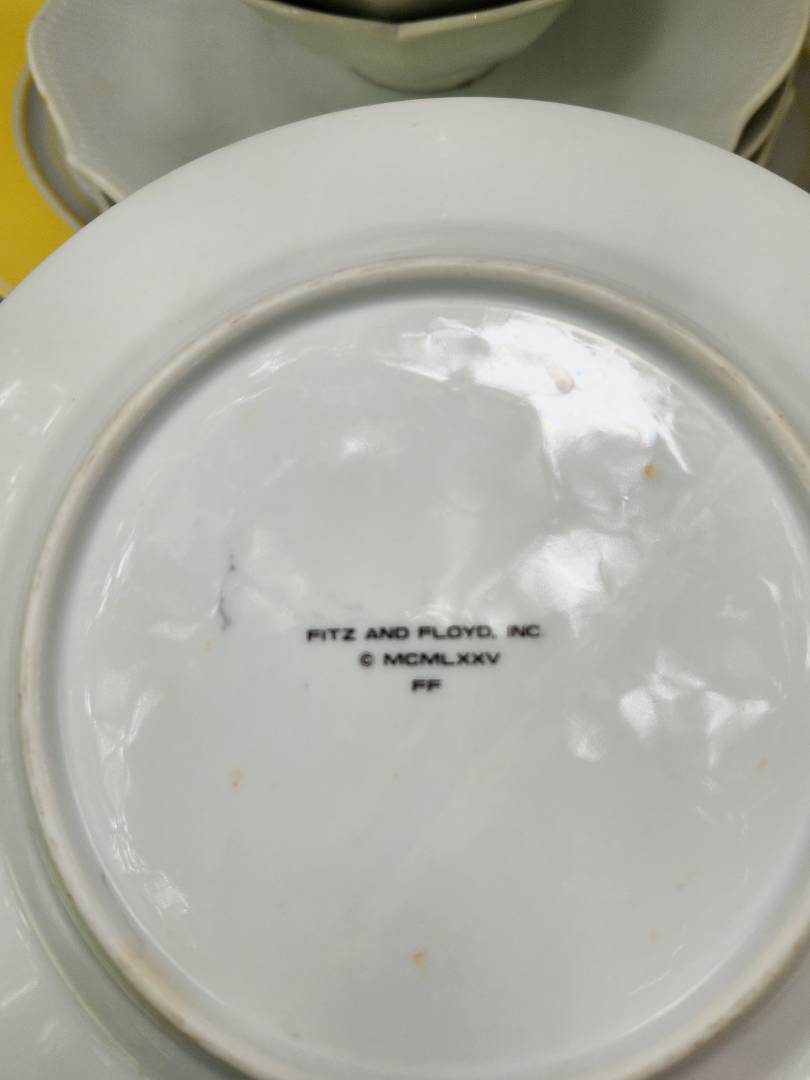 FITZ AND FLOYD, INC.
© MCMLXXV
FF